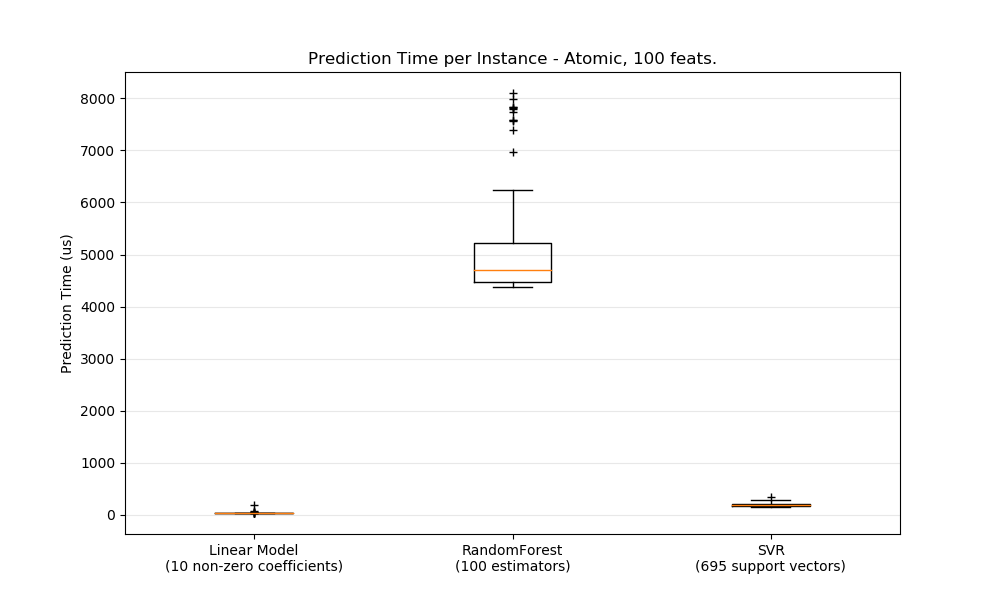 Prediction Time per Instance - Atomic, 100 feats.
Prediction Time (us)
8000
7000
6000
5000
4000
3000
2000
1000
0
Linear Model
(10 non-zero coefficients)
RandomForest
(100 estimators)
SVR
(695 support vectors)